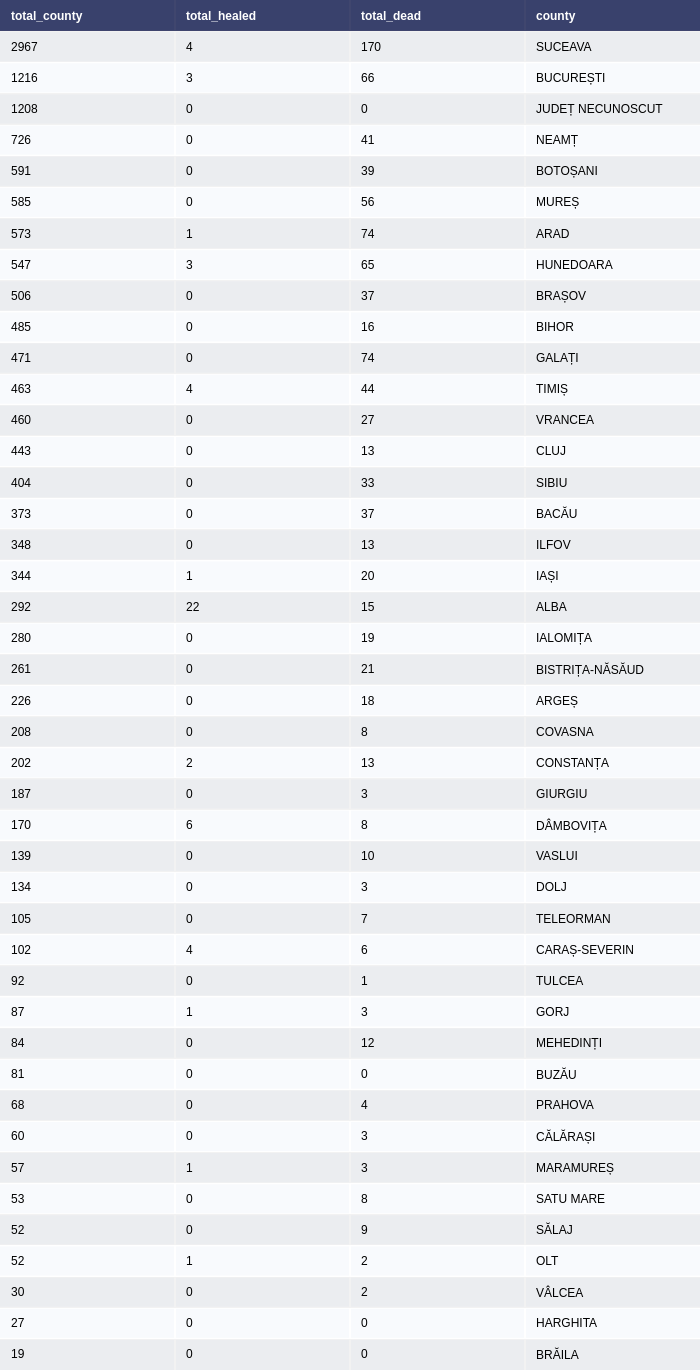 total_county total_healed total_dead county
2967 4 170 SUCEAVA
1216 3 66 BUCUREȘTI
1208 0 0 JUDEȚ NECUNOSCUT
726 0 41 NEAMȚ
591 0 39 BOTOȘANI
585 0 56 MUREȘ
573 1 74 ARAD
547 3 65 HUNEDOARA
506 0 37 BRAȘOV
485 0 16 BIHOR
471 0 74 GALAȚI
463 4 44 TIMIȘ
460 0 27 VRANCEA
443 0 13 CLUJ
404 0 33 SIBIU
373 0 37 BACĂU
348 0 13 ILFOV
344 1 20 IAȘI
292 22 15 ALBA
280 0 19 IALOMIȚA
261 0 21 BISTRIȚA-NĂSĂUD
226 0 18 ARGEȘ
208 0 8 COVASNA
202 2 13 CONSTANȚA
187 0 3 GIURGIU
170 6 8 DÂMBOVIȚA
139 0 10 VASLUI
134 0 3 DOLJ
105 0 7 TELEORMAN
102 4 6 CARAȘ-SEVERIN
92 0 1 TULCEA
87 1 3 GORJ
84 0 12 MEHEDINȚI
81 0 0 BUZĂU
68 0 4 PRAHOVA
60 0 3 CĂLĂRAȘI
57 1 3 MARAMUREȘ
53 0 8 SATU MARE
52 0 9 SĂLAJ
52 1 2 OLT
30 0 2 VÂLCEA
27 0 0 HARGHITA
19 0 0 BRĂILA